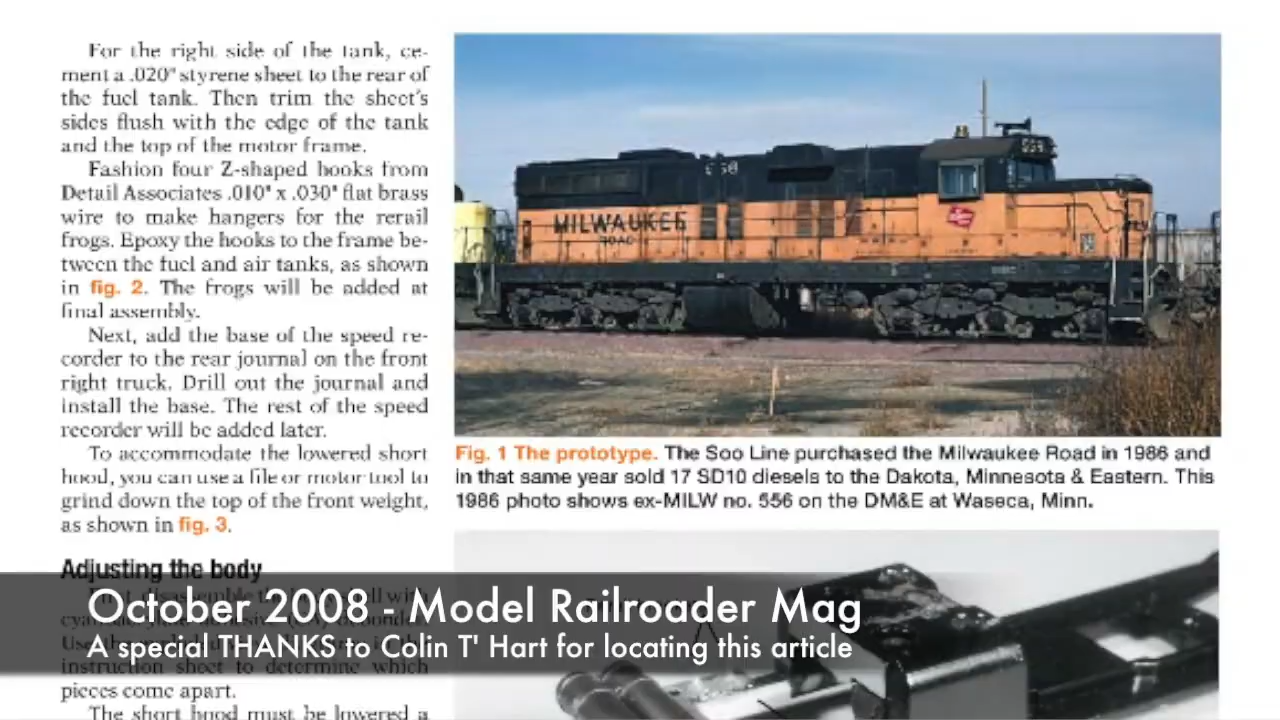 For the right side of the tank, ce-
ment a .020" styrene sheet to the rear of
the fuel tank. Then trim the sheet's
sides flush with the edge of the tank
and the top of the motor frame.
Fashion four Z-shaped hooks from
Detail Associates .010" x .030" flat brass
wire to make hangers for the rerail
frogs. Epoxy the hooks to the frame be-
tween the fuel and air tanks, as shown
in fig. 2. The frogs will be added at
final assembly.
Next, add the base of the speed re-
corder to the rear journal on the front
right truck. Drill out the journal and
install the base. The rest of the speed
recorder will be added later.
To accommodate the lowered short
hood, you can use a file or motor tool to
grind down the top of the front weight,
as shown in fig. 3.
Adjusting the body
instruction sheet to determine which
pieces come apart.
The short hood must be lowered a
MILWAUKEE
ROAD
Fig. 1 The prototype. The Soo Line purchased the Milwaukee Road in 1986 and
in that same year sold 17 SD10 diesels to the Dakota, Minnesota & Eastern. This
1986 photo shows ex-MILW no. 556 on the DM&E at Waseca, Minn.
October 2008 - Model Railroader Mag
A special THANKS to Colin T' Hart for locating this article